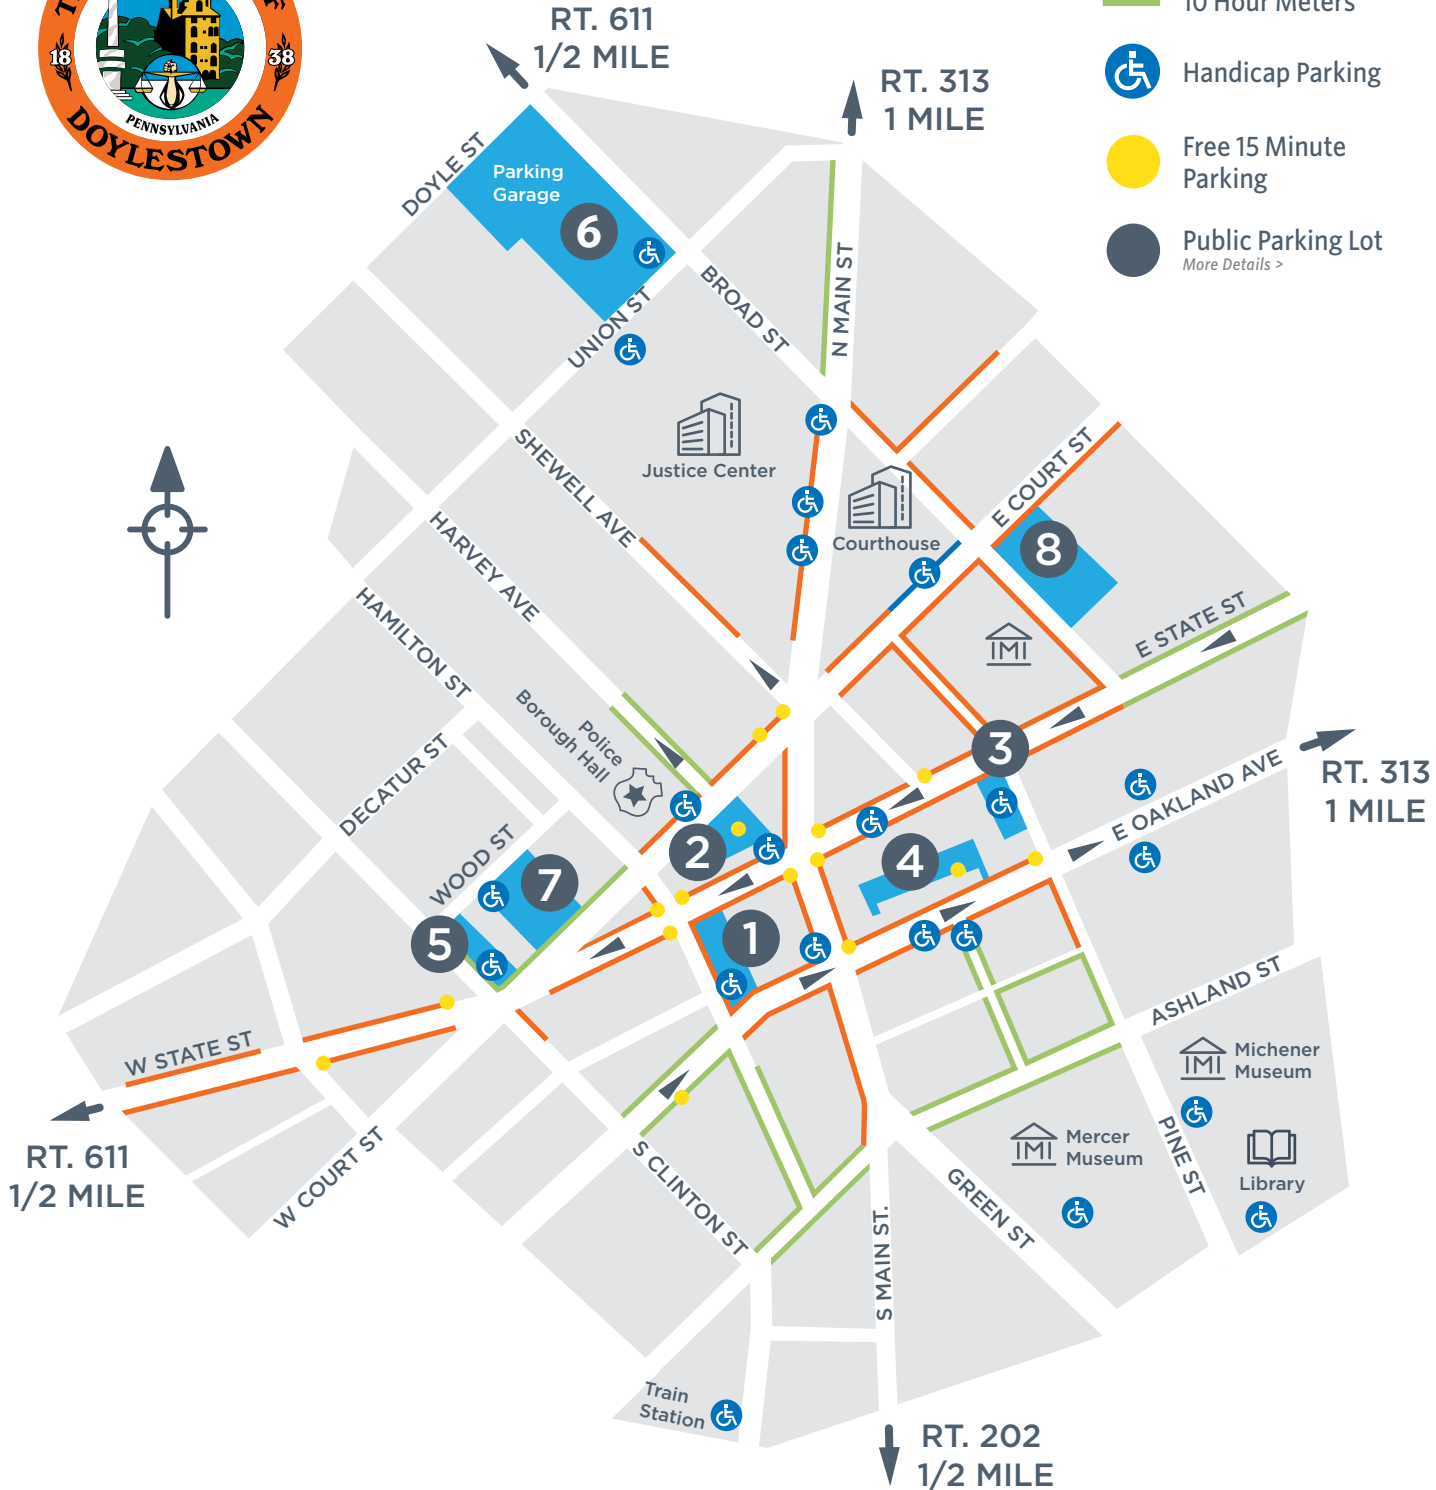 18
38
PENNSYLVANIA
DOYLESTOWN
RT. 611
1/2 MILE
RT. 313
1 MILE
10 Hour Meters
Handicap Parking
Free 15 Minute
Parking
Public Parking Lot
More Details >
DOYLE ST
Parking
Garage
6
UNION ST
BROAD ST
N MAIN ST
SHEWELL AVE
Justice Center
Courthouse
E COURT ST
8
HARVEY AVE
HAMILTON ST
E STATE ST
Police
Borough Hall
DECATUR ST
3
RT. 313
1 MILE
E OAKLAND AVE
WOOD ST
2
4
7
5
1
W STATE ST
ASHLAND ST
Michener
Museum
RT. 611
1/2 MILE
W COURT ST
S CLINTON ST
Mercer
Museum
PINE ST
Library
GREEN ST
S MAIN ST.
Train
Station
RT. 202
1/2 MILE